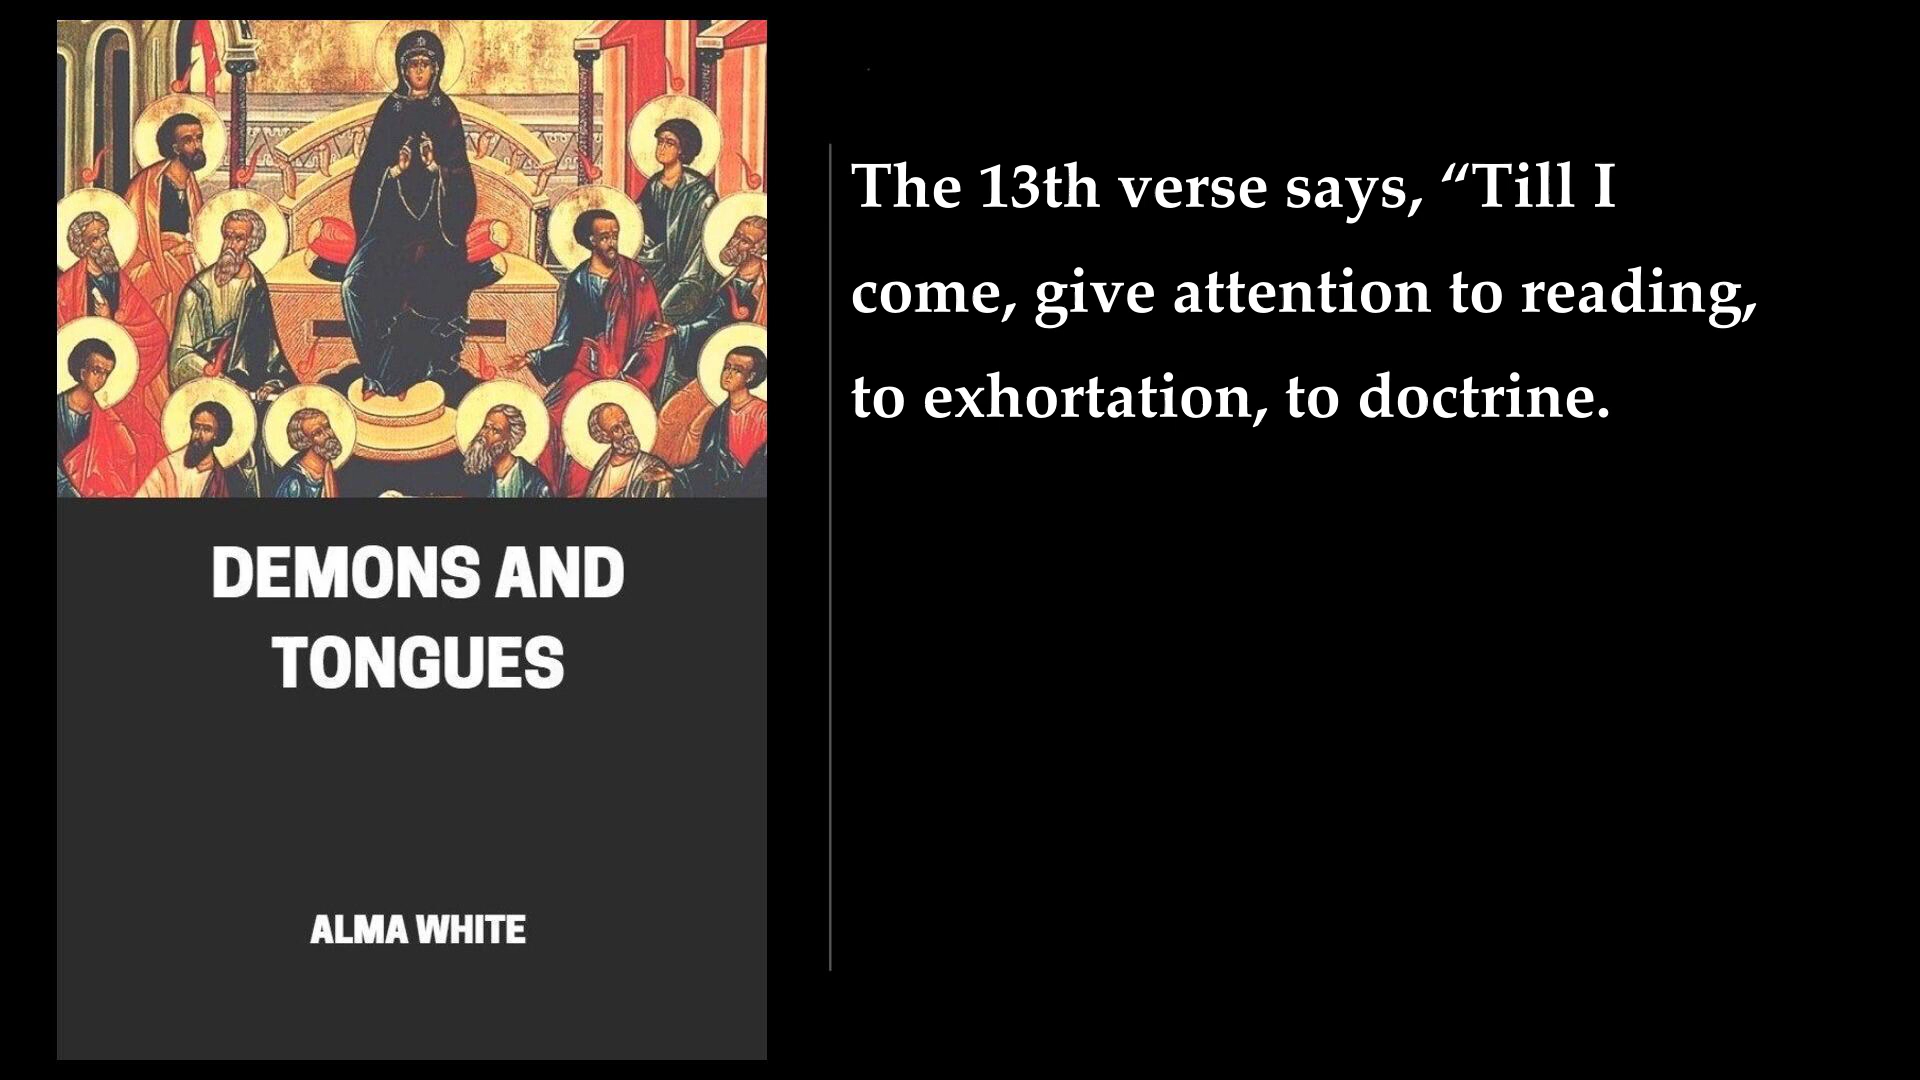 DEMONS AND
TONGUES
ALMA WHITE
The 13th verse says, “Till I
come, give attention to reading,
to exhortation, to doctrine.